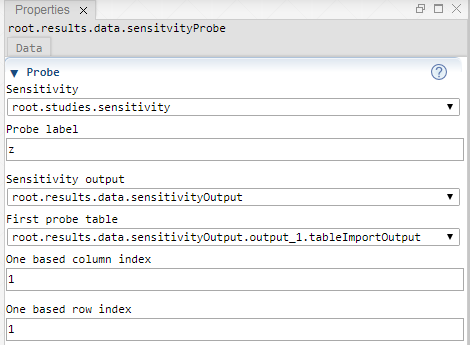 Properties
root.results.data.sensitvityProbe
Data
Probe
Sensitivity
root.studies.sensitivity
Probe label
z
Sensitivity output
root.results.data.sensitivityOutput
First probe table
root.results.data.sensitivityOutput.output_1.tableImportOutput
One based column index
1
One based row index
1